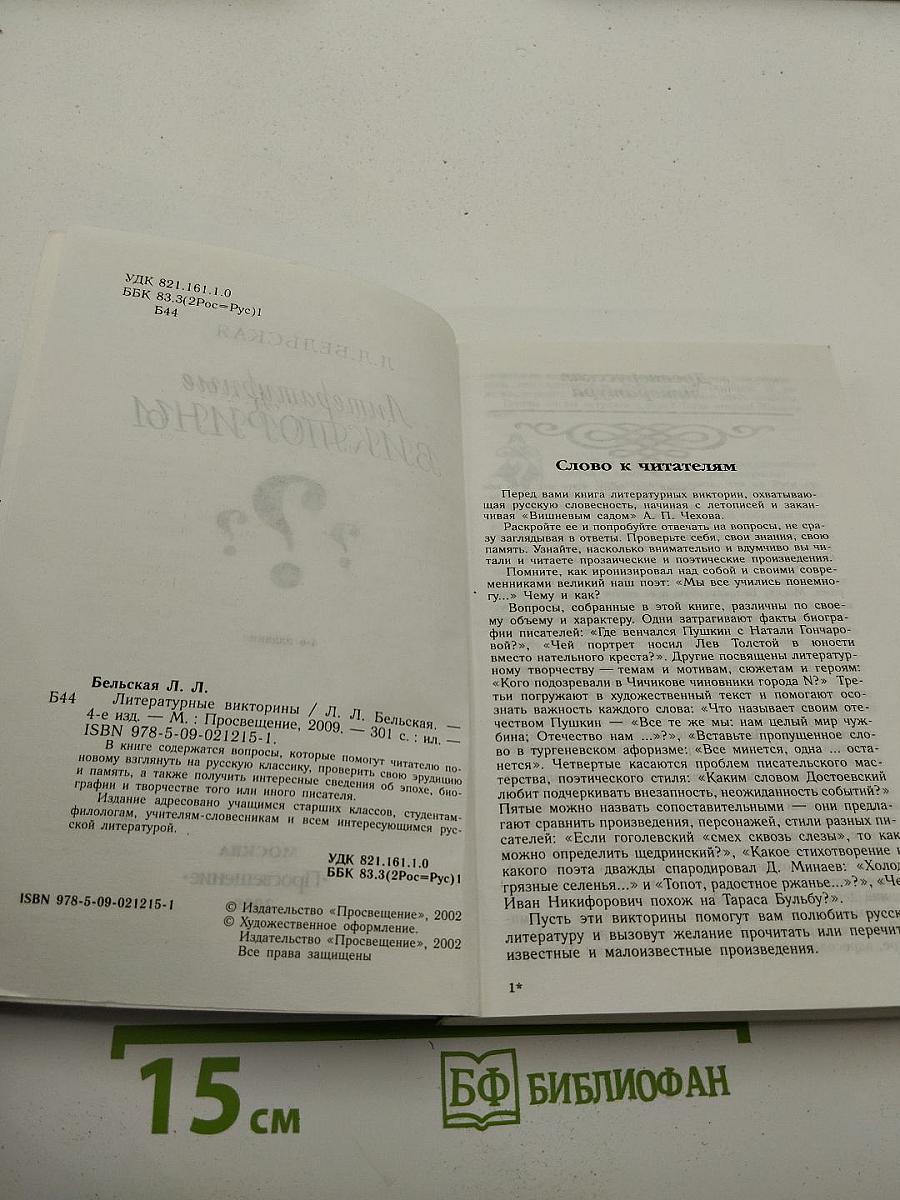 УДК 821.161.1.0
ББК 83.3(2Рос=Рус)1
Б44
Бельская Л. Л.
Б44 Литературные викторины / Л. Л. Бельская. —
4-е изд. — М. : Просвещение, 2009. — 301 с. : ил. —
ISBN 978-5-09-021215-1.
В книге содержатся вопросы, которые помогут читателю по-
новому взглянуть на русскую классику, проверить свою эрудицию
и память, а также получить интересные сведения об эпохе, био-
графии и творчестве того или иного писателя.
Издание адресовано учащимся старших классов, студентам-
филологам, учителям-словесникам и всем интересующимся рус-
ской литературой.
УДК 821.161.1.0
ББК 83.3(2Рос=Рус)1
ISBN 978-5-09-021215-1
© Издательство «Просвещение», 2002
© Художественное оформление.
Издательство «Просвещение», 2002
Все права защищены
Слово к читателям
Перед вами книга литературных виктории, охватываю-
щая русскую словесность, начиная с летописей и закан-
чивая «Вишневым садом» А. П. Чехова.
Раскройте ее и попробуйте отвечать на вопросы, не сра-
зу заглядывая в ответы. Проверьте себя, свои знания, свою
память. Узнайте, насколько внимательно и вдумчиво вы чи-
тали и читаете прозаические и поэтические произведения.
Помните, как иронизировал над собой и своими совре-
менниками великий наш поэт: «Мы все учились понемно-
гу...» Чему и как?
Вопросы, собранные в этой книге, различны по свое-
му объему и характеру. Одни затрагивают факты биогра-
фии писателей: «Где венчался Пушкин с Натали Гончаро-
вой?», «Чей портрет носил Лев Толстой в юности
вместо нательного креста?». Другие посвящены литератур-
ному творчеству — темам и мотивам, сюжетам и героям:
«Кого подозревали в Чичикове чиновники города N?» Тре-
тьи погружают в художественный текст и помогают осо-
знать важность каждого слова: «Что называет своим оте-
чеством Пушкин — «Все те же мы: нам целый мир чуж-
бина; Отечество нам ...»?», «Вставьте пропущенное сло-
во в тургеневском афоризме: «Все минется, одна ... оста-
нется». Четвертые касаются проблем писательского мас-
терства, поэтического стиля: «Каким словом Достоевский
любит подчеркивать внезапность, неожиданность событий?»
Пятые можно назвать сопоставительными — они предла-
гают сравнить произведения, персонажей, стили разных пи-
сателей: «Если гоголевский «смех сквозь слезы», то как
можно определить щедринский?», «Какое стихотворение
какого поэта дважды спародировал Д. Минаев: «Холод,
грязные селенья...» и «Топот, радостное ржанье...»?», «Че
Иван Никифорович похож на Тараса Бульбу?».
Пусть эти викторины помогут вам полюбить русск
литературу и вызовут желание прочитать или перечит
известные и малоизвестные произведения.
1*
15 см
БФ БИБЛИОФАН